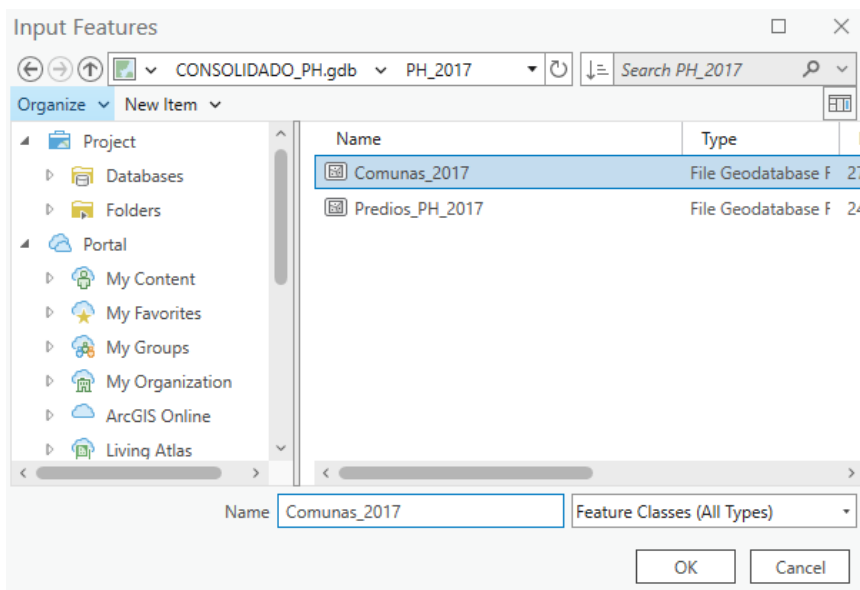 Input Features
CONSOLIDADO_PH.gdb PH_2017 Search PH_2017
Organize New Item
Project
Databases
Folders
Portal
My Content
My Favorites
My Groups
My Organization
ArcGIS Online
Living Atlas
Name Type
Comunas_2017 File Geodatabase F 27
Predios_PH_2017 File Geodatabase F 24
Name Comunas_2017 Feature Classes (All Types)
OK Cancel